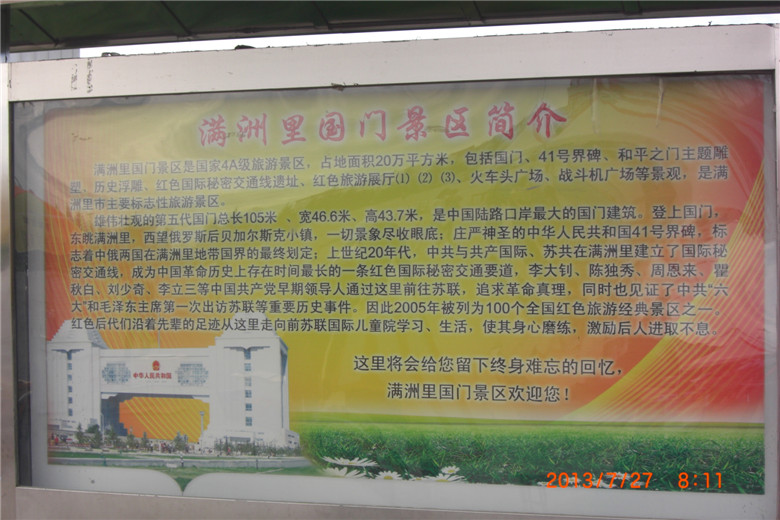 满洲里国门景区简介
满洲里国门景区是国家4A级旅游景区，占地面积20万平方米，包括国门、41号界碑、和平之门主题雕
塑、历史浮雕、红色国际秘密交通线遗址、红色旅游展厅⑴ ⑵ ⑶、火车头广场、战斗机广场等景观，是满
洲里市主要标志性旅游景区。
雄伟壮观的第五代国门总长105米 、宽46.6米、高43.7米，是中国陆路口岸最大的国门建筑。登上国门，
东眺满洲里，西望俄罗斯后贝加尔斯克小镇，一切景象尽收眼底；庄严神圣的中华人民共和国41号界碑，标
志着中俄两国在满洲里地带国界的最终划定；上世纪20年代，中共与共产国际、苏共在满洲里建立了国际秘
密交通线，成为中国革命历史上存在时间最长的一条红色国际秘密交通要道，李大钊、陈独秀、周恩来、瞿
秋白、刘少奇、李立三等中国共产党早期领导人通过这里前往苏联，追求革命真理，同时也见证了中共“六
大”和毛泽东主席第一次出访苏联等重要历史事件。因此2005年被列为100个全国红色旅游经典景区之一。
红色后代们沿着先辈的足迹从这里走向前苏联国际儿童院学习、生活，使其身心磨练，激励后人进取不息。
这里将会给您留下终身难忘的回忆，
满洲里国门景区欢迎您！
中华人民共和国
2013/7/27 8:11